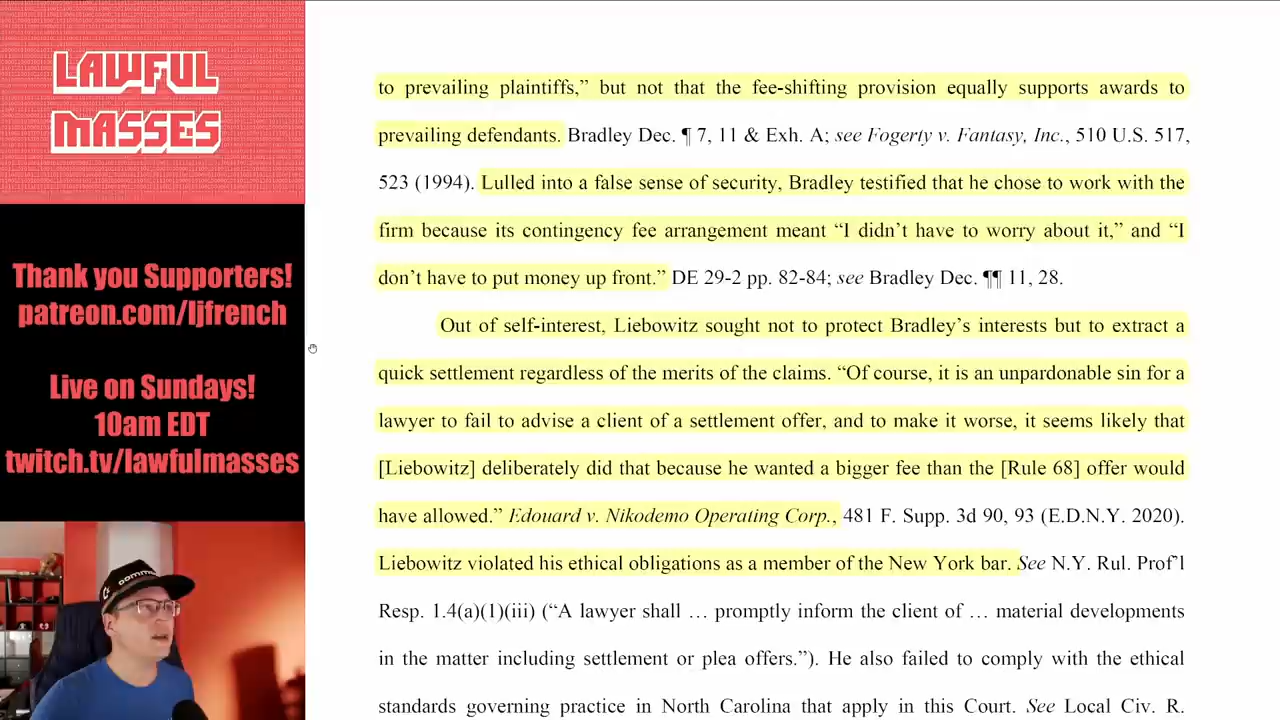 LAWFUL
MASSES
Thank you Supporters!
patreon.com/ljfrench
Live on Sundays!
10am EDT
twitch.tv/lawfulmasses
to prevailing plaintiffs,” but not that the fee-shifting provision equally supports awards to
prevailing defendants. Bradley Dec. ¶ 7, 11 & Exh. A; see Fogerty v. Fantasy, Inc., 510 U.S. 517,
523 (1994). Lulled into a false sense of security, Bradley testified that he chose to work with the
firm because its contingency fee arrangement meant “I didn’t have to worry about it,” and “I
don’t have to put money up front.” DE 29-2 pp. 82-84; see Bradley Dec. ¶¶ 11, 28.
Out of self-interest, Liebowitz sought not to protect Bradley’s interests but to extract a
quick settlement regardless of the merits of the claims. “Of course, it is an unpardonable sin for a
lawyer to fail to advise a client of a settlement offer, and to make it worse, it seems likely that
[Liebowitz] deliberately did that because he wanted a bigger fee than the [Rule 68] offer would
have allowed.” Edouard v. Nikodemo Operating Corp., 481 F. Supp. 3d 90, 93 (E.D.N.Y. 2020).
Liebowitz violated his ethical obligations as a member of the New York bar. See N.Y. Rul. Prof’l
Resp. 1.4(a)(1)(iii) (“A lawyer shall … promptly inform the client of … material developments
in the matter including settlement or plea offers.”). He also failed to comply with the ethical
standards governing practice in North Carolina that apply in this Court. See Local Civ. R.